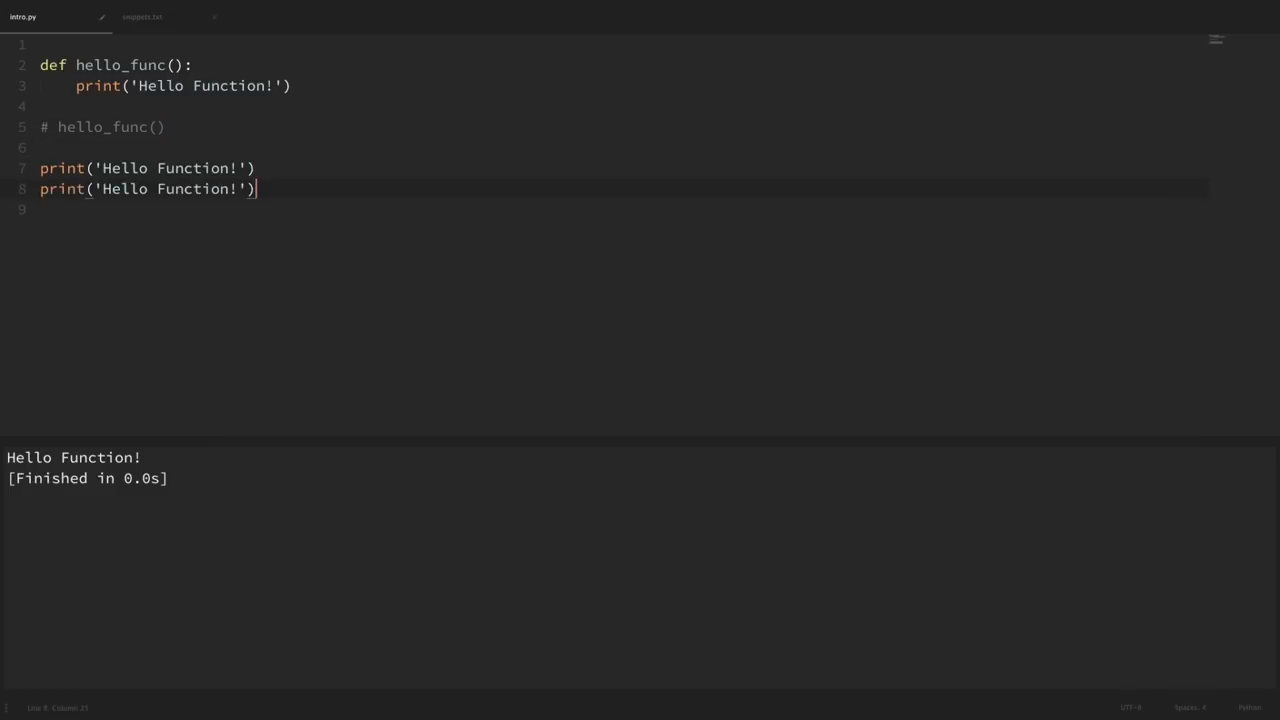 intro.py
snippets.txt
1
2 def hello_func():
3     print('Hello Function!')
4
5 # hello_func()
6
7 print('Hello Function!')
8 print('Hello Function!')
9
Hello Function!
[Finished in 0.0s]
Line 8, Column 25
UTF-8
Spaces: 4
Python